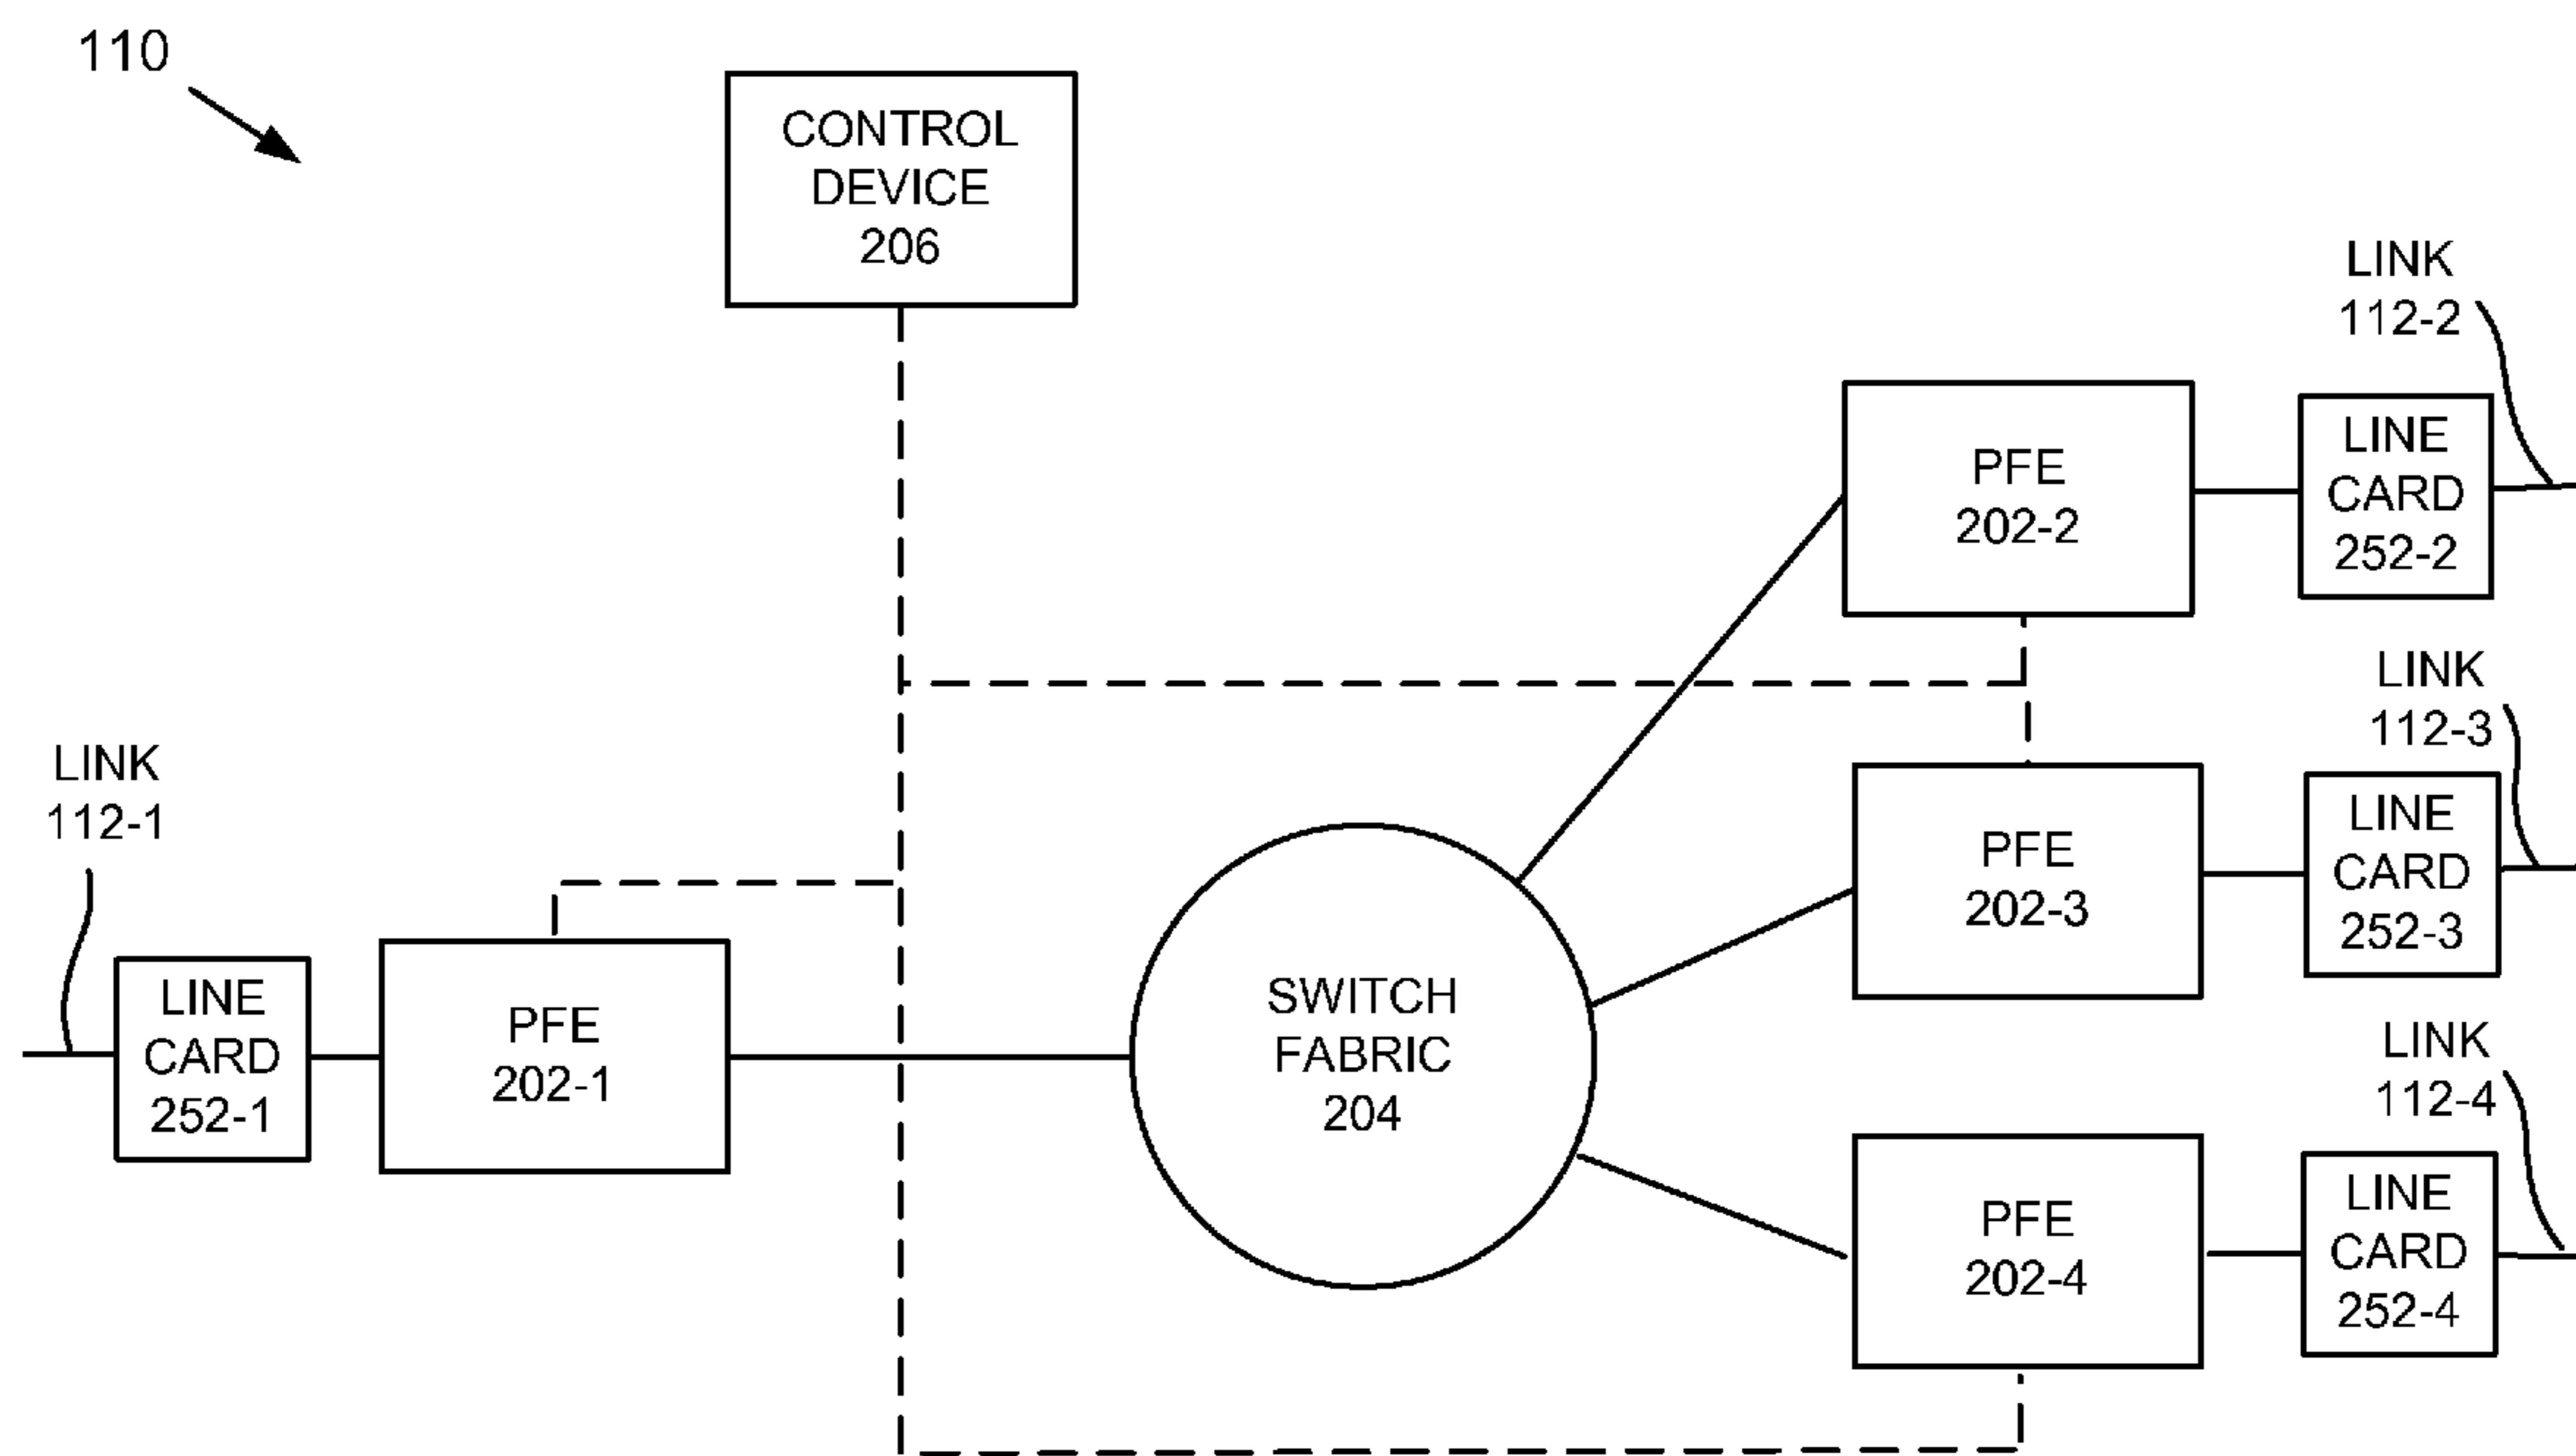 110
CONTROL
DEVICE
206
LINK
112-2
PFE
202-2
LINE
CARD
252-2
LINK
112-3
PFE
202-3
LINE
CARD
252-3
LINK
112-1
LINE
CARD
252-1
PFE
202-1
SWITCH
FABRIC
204
LINK
112-4
PFE
202-4
LINE
CARD
252-4